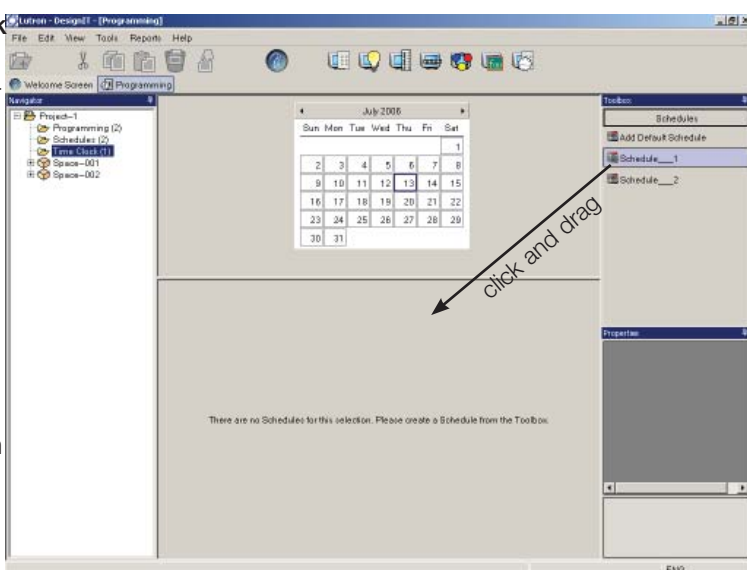 Lutron - DesignIT - [Programming]
File Edit View Tools Reports Help
Welcome Screen Programming
Navigator
Project-1
Programming (2)
Schedules (2)
Time Clock (1)
Space-001
Space-002
July 2006
Sun Mon Tue Wed Thu Fri Sat
1
2 3 4 5 6 7 8
9 10 11 12 13 14 15
16 17 18 19 20 21 22
23 24 25 26 27 28 29
30 31
There are no Schedules for this selection. Please create a Schedule from the Toolbox.
click and drag
Toolbox
Schedules
Add Default Schedule
Schedule___1
Schedule___2
Properties
ENG